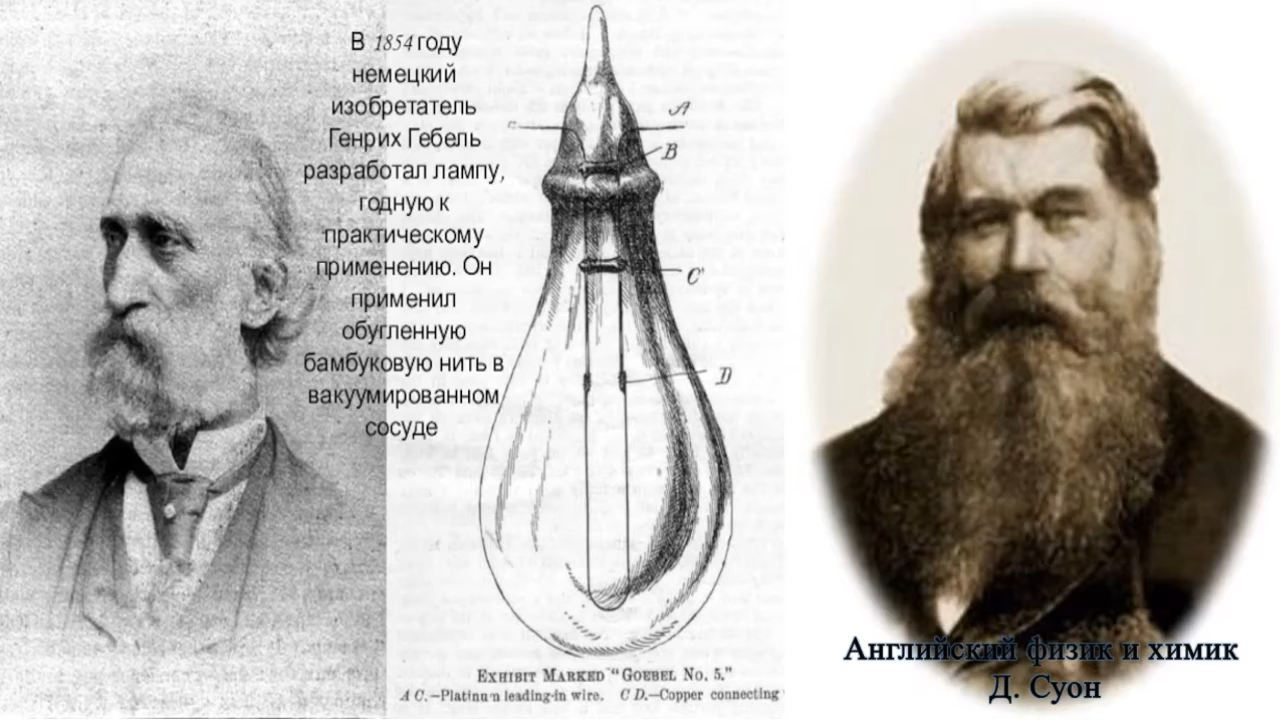 В 1854 году
немецкий
изобретатель
Генрих Гебель
разработал лампу,
годную к
практическому
применению. Он
применил
обугленную
бамбуковую нить в
вакуумированном
сосуде
A
B
C
D
EXHIBIT MARKED "GOEBEL NO. 5."
A C.—Platinum leading-in wire. C D.—Copper connecting
Английский физик и химик
Д. Суон